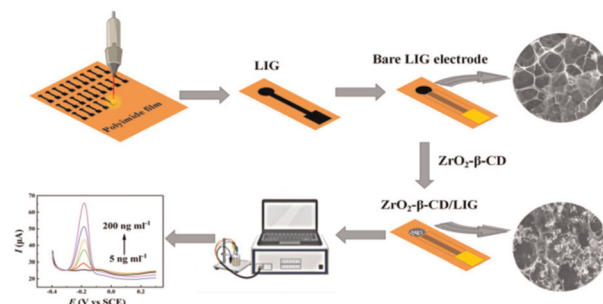 LIG
Bare LIG electrode
Polyimide film
ZrO₂-β-CD
ZrO₂-β-CD/LIG
70
60
50
40
30
20
I (μA)
200 ng ml⁻¹
5 ng ml⁻¹
-0.4 -0.2 0.0 0.2
E (V vs SCE)